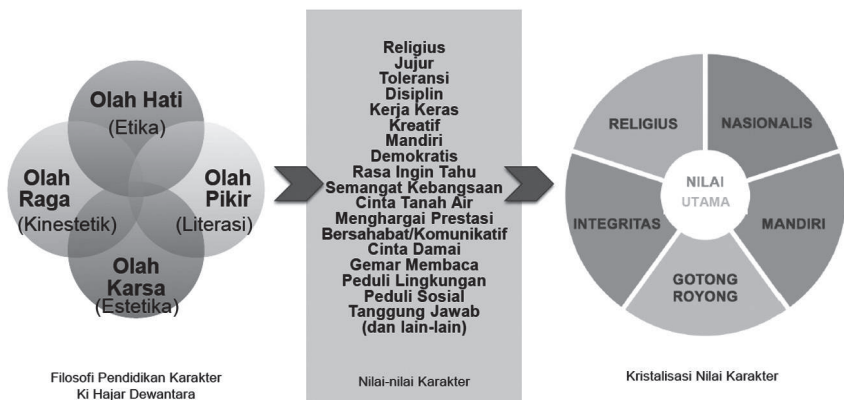 Olah Hati
(Etika)
Olah
Raga
(Kinestetik)
Olah
Pikir
(Literasi)
Olah
Karsa
(Estetika)
Filosofi Pendidikan Karakter
Ki Hajar Dewantara
Religius
Jujur
Toleransi
Disiplin
Kerja Keras
Kreatif
Mandiri
Demokratis
Rasa Ingin Tahu
Semangat Kebangsaan
Cinta Tanah Air
Menghargai Prestasi
Bersahabat/Komunikatif
Cinta Damai
Gemar Membaca
Peduli Lingkungan
Peduli Sosial
Tanggung Jawab
(dan lain-lain)
Nilai-nilai Karakter
RELIGIUS
NASIONALIS
NILAI
UTAMA
INTEGRITAS
MANDIRI
GOTONG
ROYONG
Kristalisasi Nilai Karakter